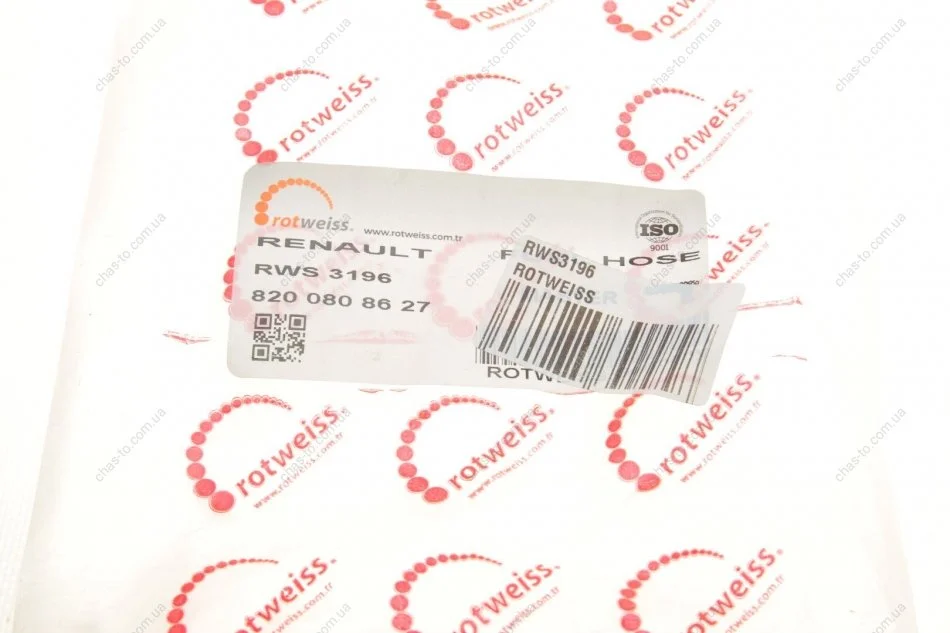 rotweiss.
www.rotweiss.com.tr
RENAULT HOSE
RWS 3196
820 080 86 27
ISO
9001
RWS3196
ROTWEISS
rotweiss.
www.rotweiss.com.tr
chas-to.com.ua